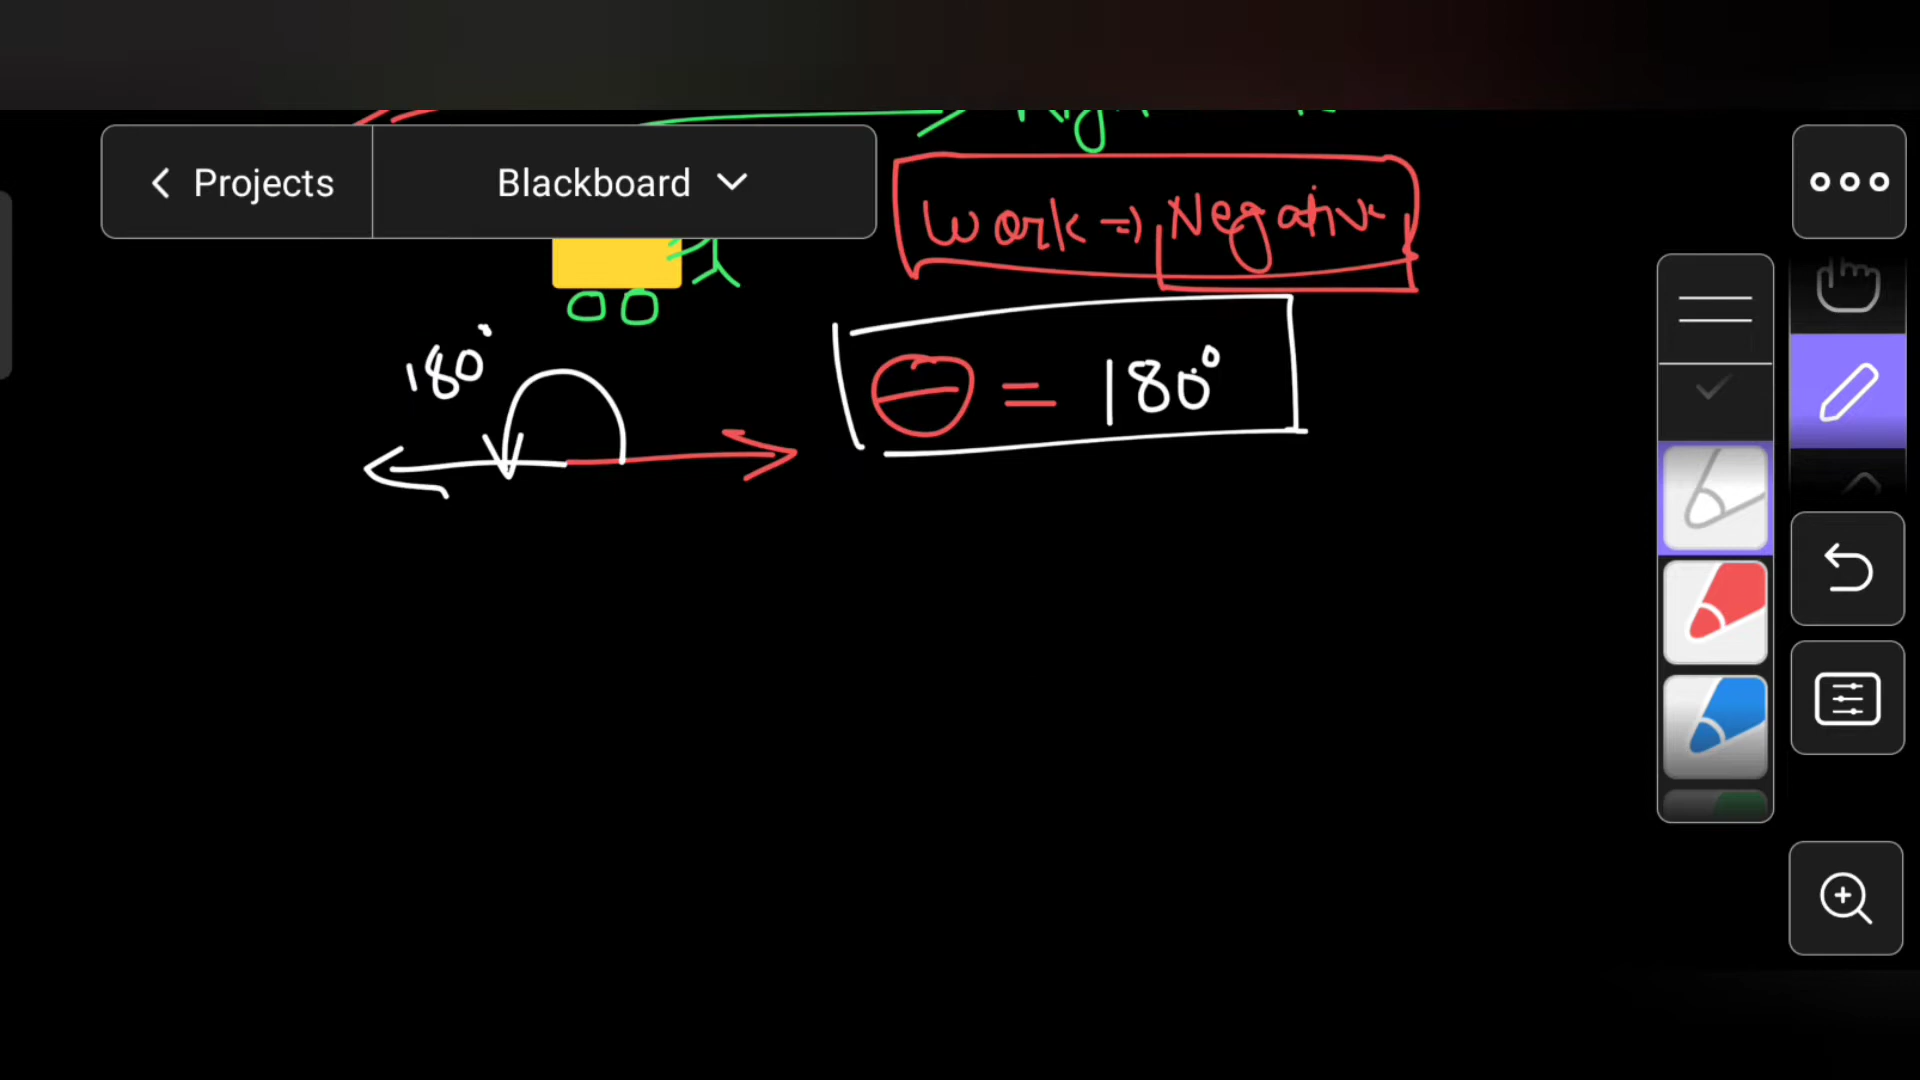 Projects
Blackboard
Work => Negative
180°
θ = 180°